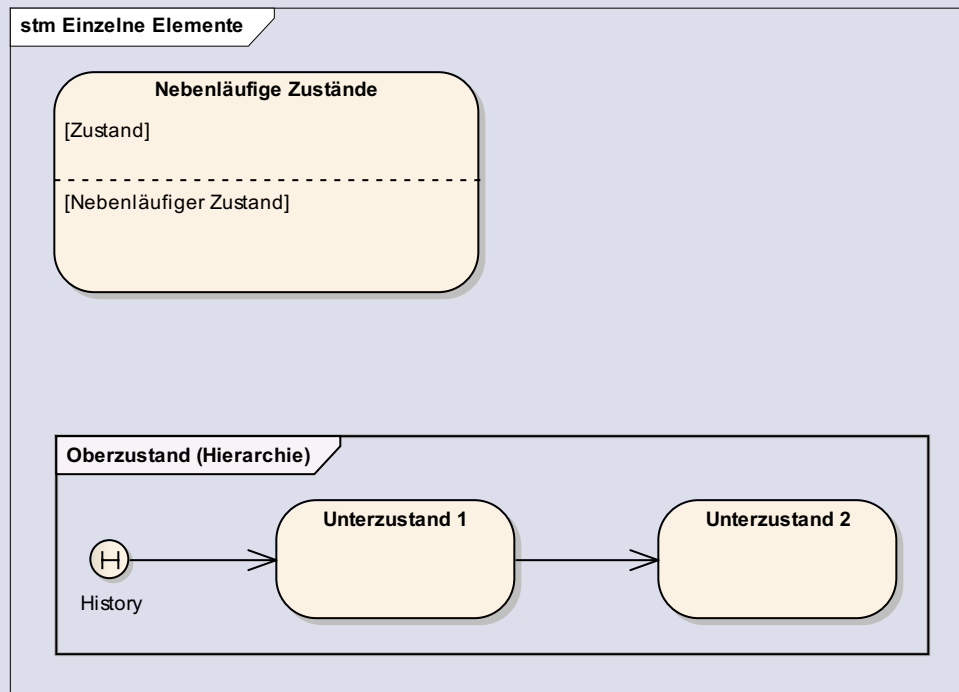 stm Einzelne Elemente
Nebenläufige Zustände
[Zustand]
[Nebenläufiger Zustand]
Oberzustand (Hierarchie)
Unterzustand 1
Unterzustand 2
H
History